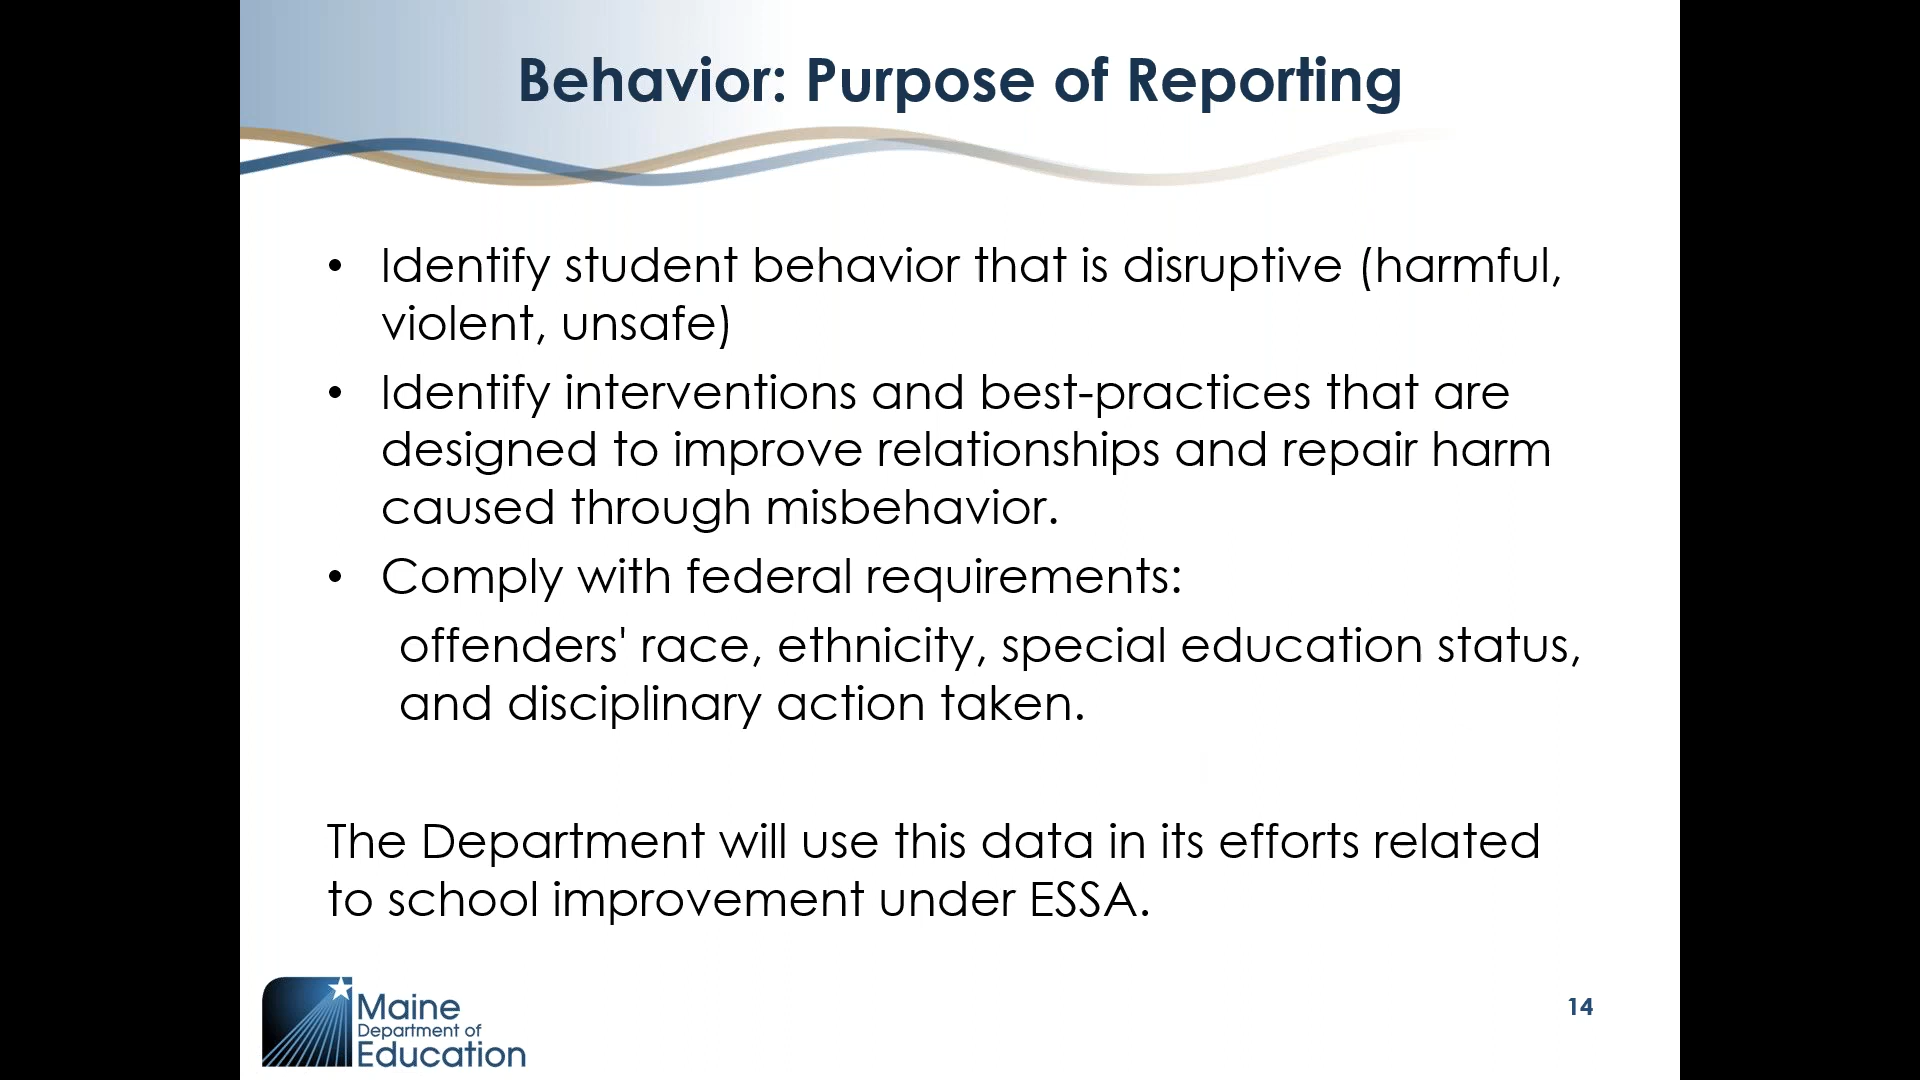 Behavior: Purpose of Reporting
• Identify student behavior that is disruptive (harmful,
violent, unsafe)
• Identify interventions and best-practices that are
designed to improve relationships and repair harm
caused through misbehavior.
• Comply with federal requirements:
offenders' race, ethnicity, special education status,
and disciplinary action taken.
The Department will use this data in its efforts related
to school improvement under ESSA.
Maine
Department of
Education
14